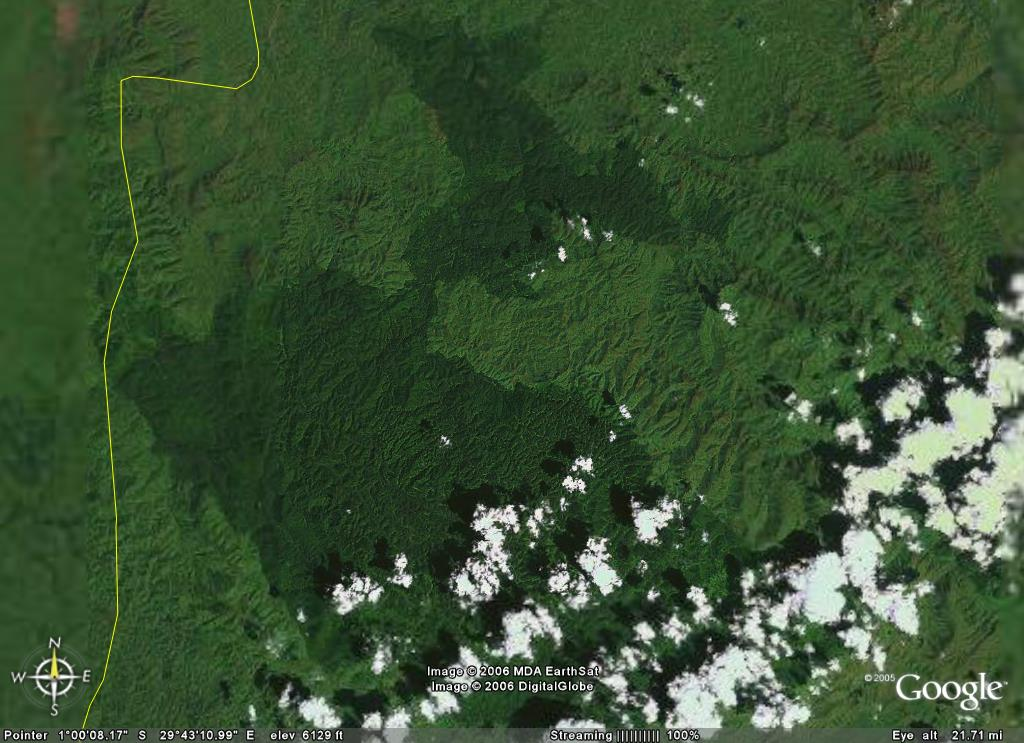 N
W E
S
Image © 2006 MDA EarthSat
Image © 2006 DigitalGlobe
©2005 Google™
Pointer 1°00'08.17" S 29°43'10.99" E elev 6129 ft Streaming |||||||||| 100% Eye alt 21.71 mi